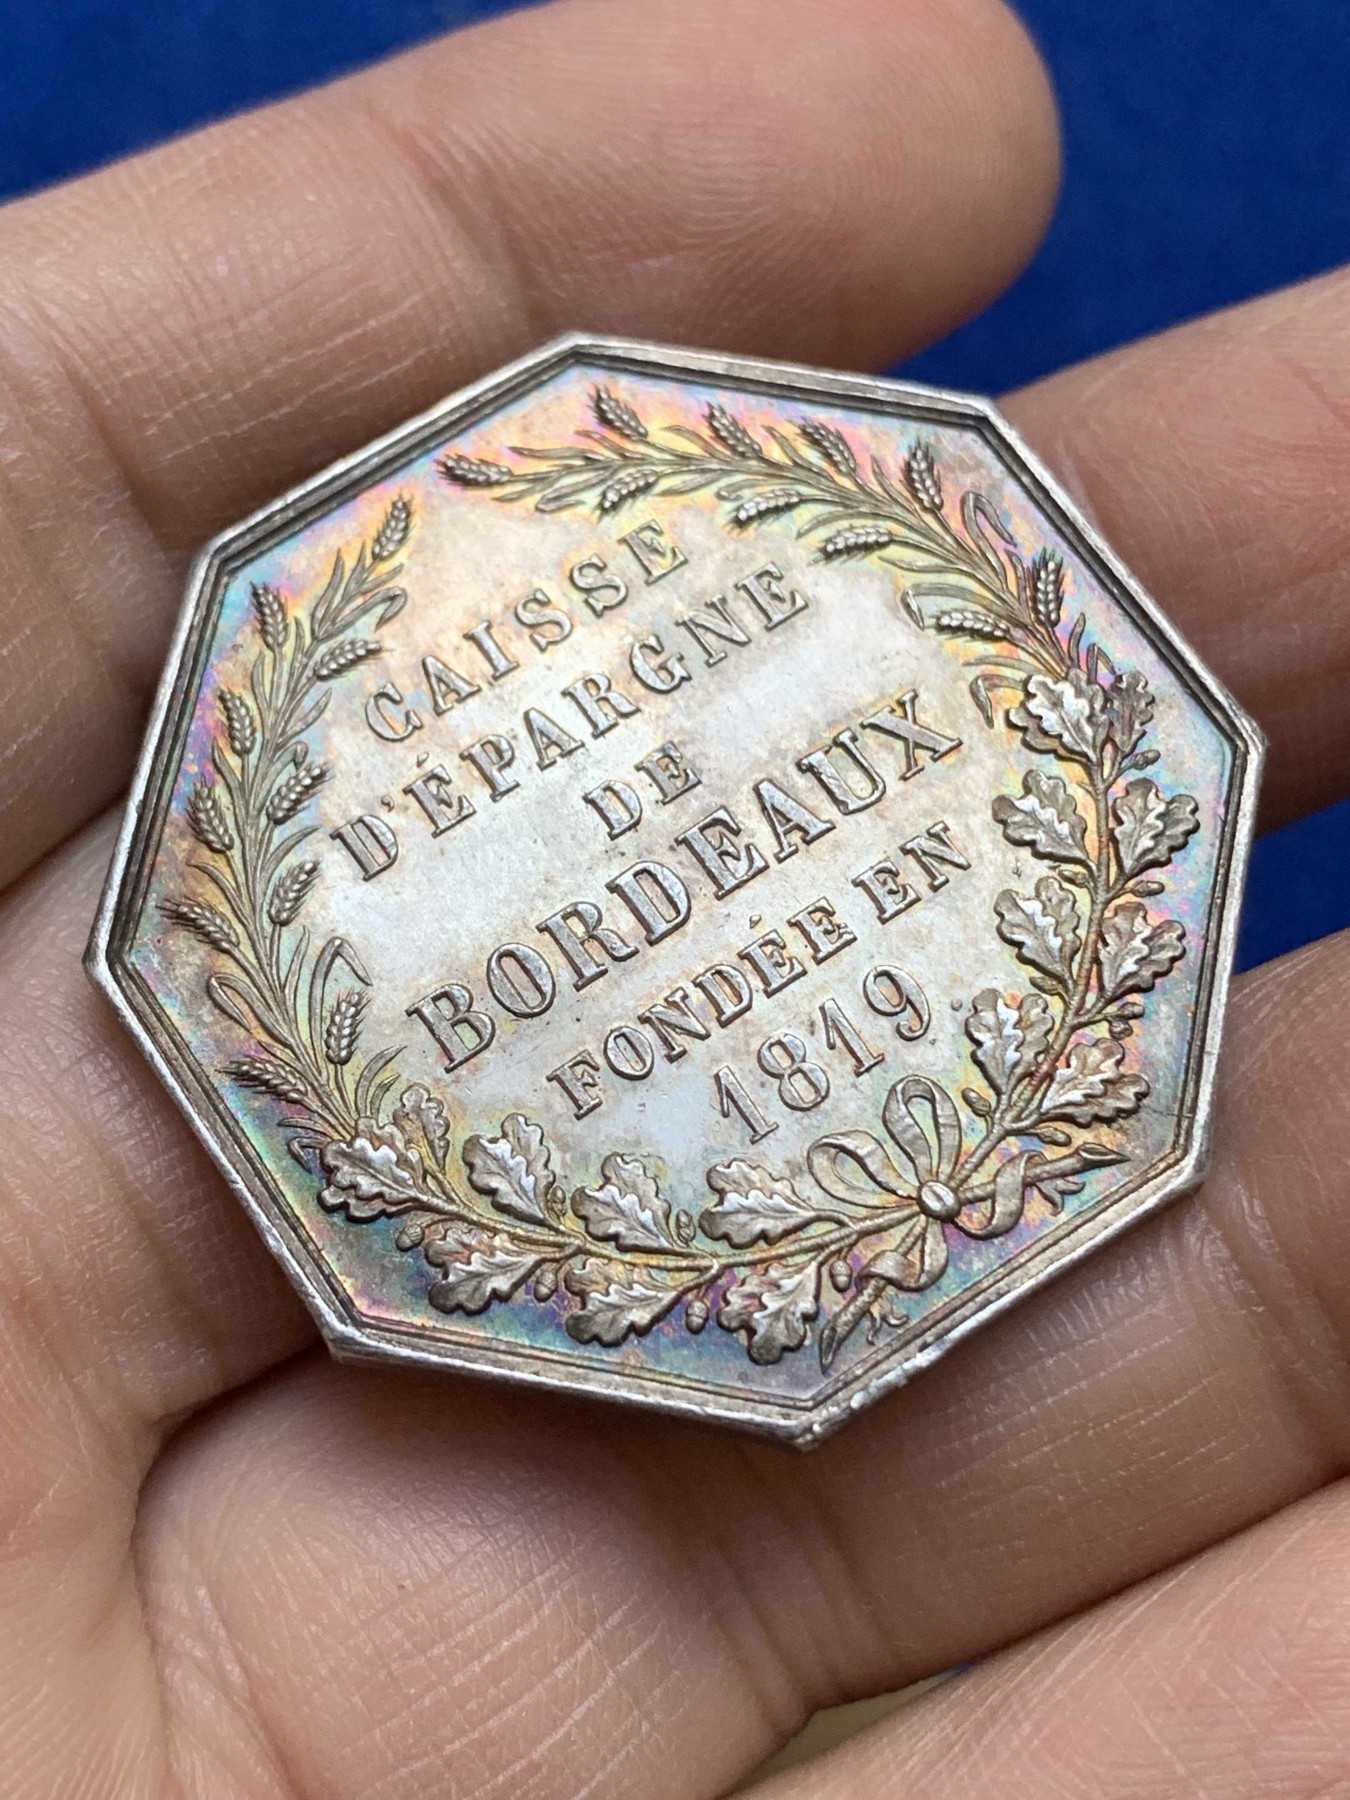 CAISSE
D'ÉPARGNE
DE
BORDEAUX
FONDÉE EN
1819